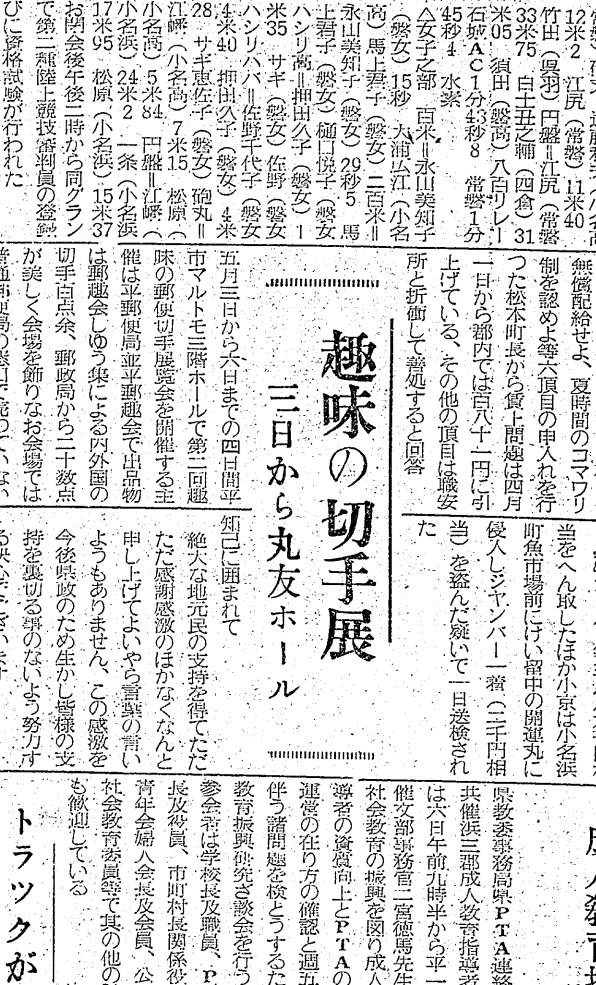 12米2　江尻（常磐）11米40
竹田（呉羽）円盤＝江尻（常磐
33米75　白土丑之輔（四倉）31
米05　須田（磐高）八百リレー
石城AC1分43秒8　常磐1分
45秒4　水素
△女子之部　百米＝永山美知子
（磐女）15秒　大浦広江（小名
高）馬上君子（磐女）二百米＝
永山美知子（磐女）29秒5　馬
上君子（磐女）樋口悦子（磐女
ハシリ高＝押田久子（磐女）1
米35　サギ（磐女）佐野（磐女
ハシリハバ＝佐野千代子（磐女
4米40　押田久子（磐女）4米
28　サギ恵佐子（磐女）砲丸＝
江幡（小名高）7米15　松原（
小名高）5米84　円盤＝江幡（
小名浜）24米2　一条（小名浜
17米95　松原（小名浜）15米37
お閉会後午後二時から同グラン
で第二種陸上競技審判員の登録
びに資格試験が行われた
無償配給せよ、夏時間のコマワリ
制を認めよ等六項目の申入れを行
つた松本町長から賃上問題は四月
一日から郡内では百八十一円に引
上げている、その他の項目は職安
所と折衝して善処すると回答
趣味の切手展
三日から丸友ホール
五月三日から六日までの四日間平
市マルトモ三階ホールで第二回趣
味の郵便切手展覧会を開催する主
催は平郵便局並平郵趣会で出品物
は郵趣会しゆう集による内外国の
切手百点余、郵政局から二十数点
が美しく会場を飾りなお会場では
当をへん取したほか小京は小名浜
町魚市場前にけい留中の開運丸に
侵入しジヤンバー一着（二千円相
当）を盗んだ疑いで一日送検され
た
知己に囲まれて
絶大な地元民の支持を得てただ
ただ感謝感激のほかなくなんと
申し上げてよいやら言葉の言い
ようもありません、この感激を
今後県政のため生かし皆様の支
持を裏切る事のないよう努力す
県教委事務局県PTA連絡
共催浜三郡成人教育指導者
は六日午前九時半から平一
催文部事務官二宮徳馬先生
社会教育の振興を図り成人
導者の資質向上とPTAの
運営の在り方の確認と週五
伴う諸問題を検とうするた
教育振興研究ざ談会を行う
参会者は学校長及職員、P
長及役員、市町村長関係役
青年会婦人会長及会員、公
社会教育委員等で其の他の
も歓迎している
トラックが